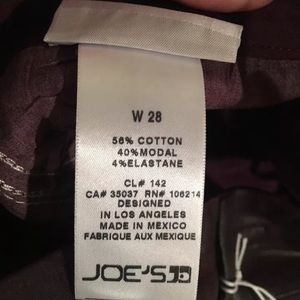 W 28
56% COTTON
40% MODAL
4% ELASTANE
CL# 142
CA# 35037 RN# 106214
DESIGNED
IN LOS ANGELES
MADE IN MEXICO
FABRIQUE AUX MEXIQUE
JOE'S